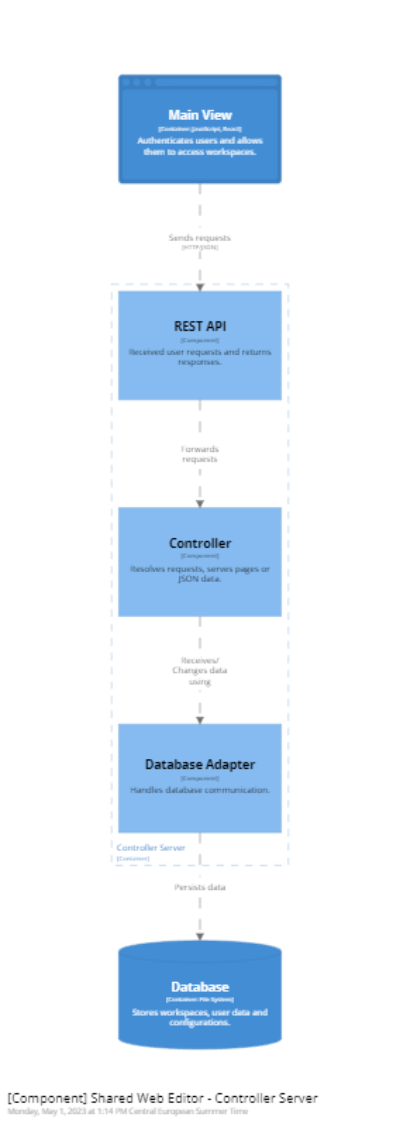 Main View
[Container: JavaScript, React]
Authenticates users and allows
them to access workspaces.
Sends requests
[HTTP/JSON]
REST API
[Component]
Received user requests and returns
responses.
Forwards
requests
Controller
[Component]
Resolves requests, serves pages or
JSON data.
Receives/
Changes data
using
Database Adapter
[Component]
Handles database communication.
Controller Server
[Container]
Persists data
Database
[Container: File System]
Stores workspaces, user data and
configurations.
[Component] Shared Web Editor - Controller Server
Monday, May 1, 2023 at 1:14 PM Central European Summer Time